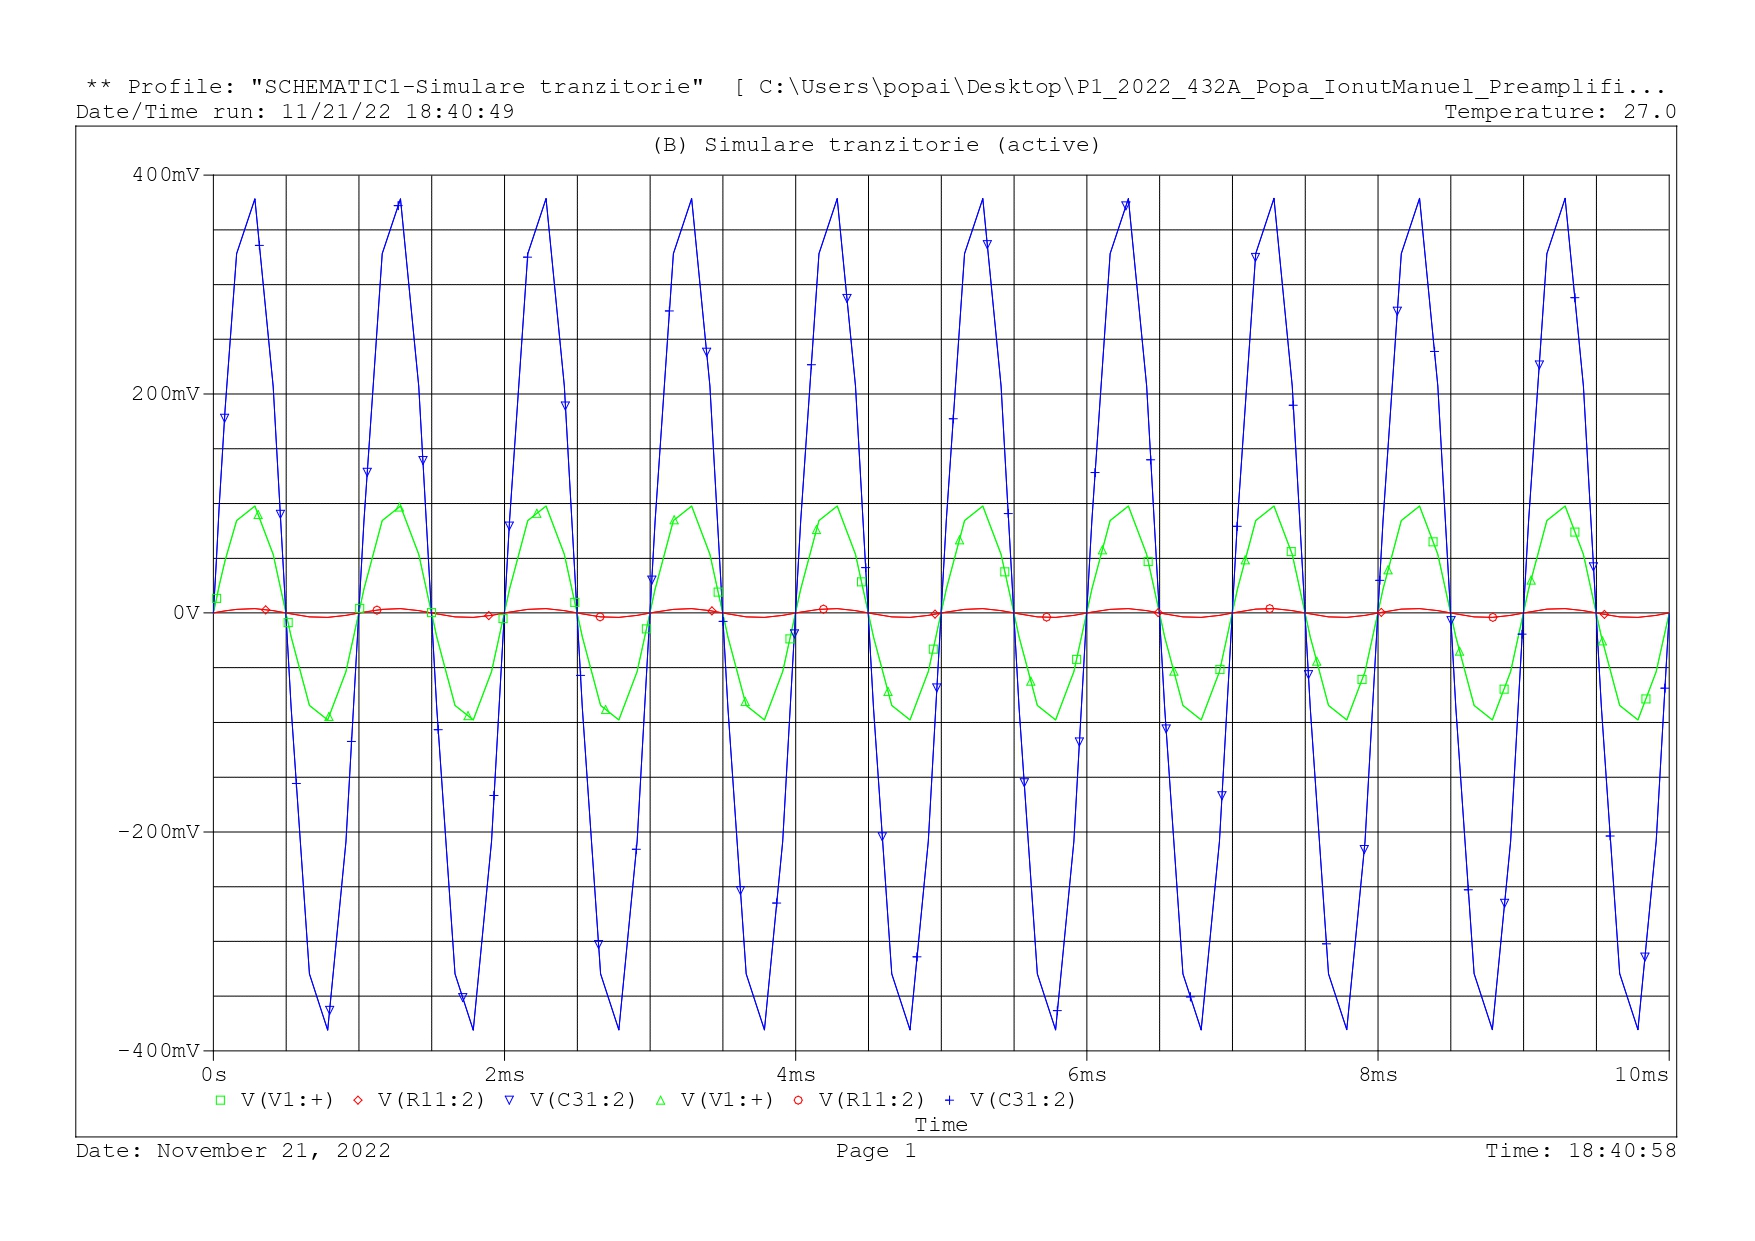 ** Profile: "SCHEMATIC1-Simulare tranzitorie"  [ C:\Users\popai\Desktop\P1_2022_432A_Popa_IonutManuel_Preamplifi...
Date/Time run: 11/21/22 18:40:49 Temperature: 27.0
(B) Simulare tranzitorie (active)
400mV
200mV
0V
-200mV
-400mV
0s 2ms 4ms 6ms 8ms 10ms
V(V1:+) V(R11:2) V(C31:2) V(V1:+) V(R11:2) V(C31:2)
Time
Date: November 21, 2022 Page 1 Time: 18:40:58